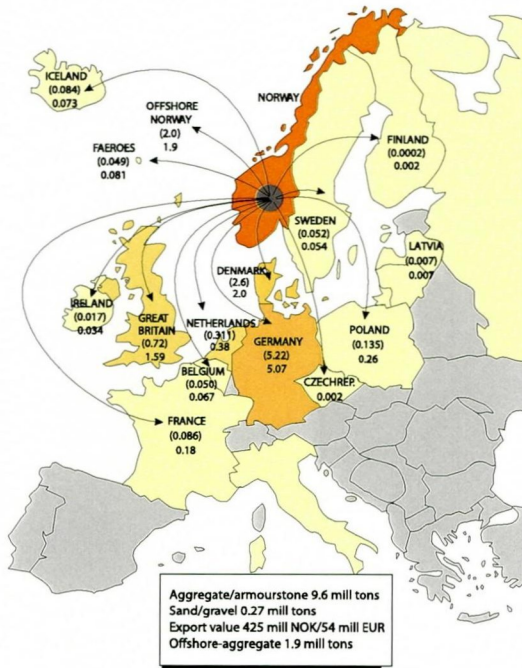 ICELAND
(0.084)
0.073
OFFSHORE
NORWAY
(2.0)
1.9
NORWAY
FAEROES
(0.049)
0.081
FINLAND
(0.0002)
0.002
SWEDEN
(0.052)
0.054
LATVIA
(0.007)
0.007
DENMARK
(2.6)
2.0
IRELAND
(0.017)
0.034
GREAT
BRITAIN
(0.72)
1.59
NETHERLANDS
(0.311)
0.38
GERMANY
(5.22)
5.07
POLAND
(0.135)
0.26
BELGIUM
(0.050)
0.067
CZECHREP.
0.002
FRANCE
(0.086)
0.18
Aggregate/armourstone 9.6 mill tons
Sand/gravel 0.27 mill tons
Export value 425 mill NOK/54 mill EUR
Offshore-aggregate 1.9 mill tons